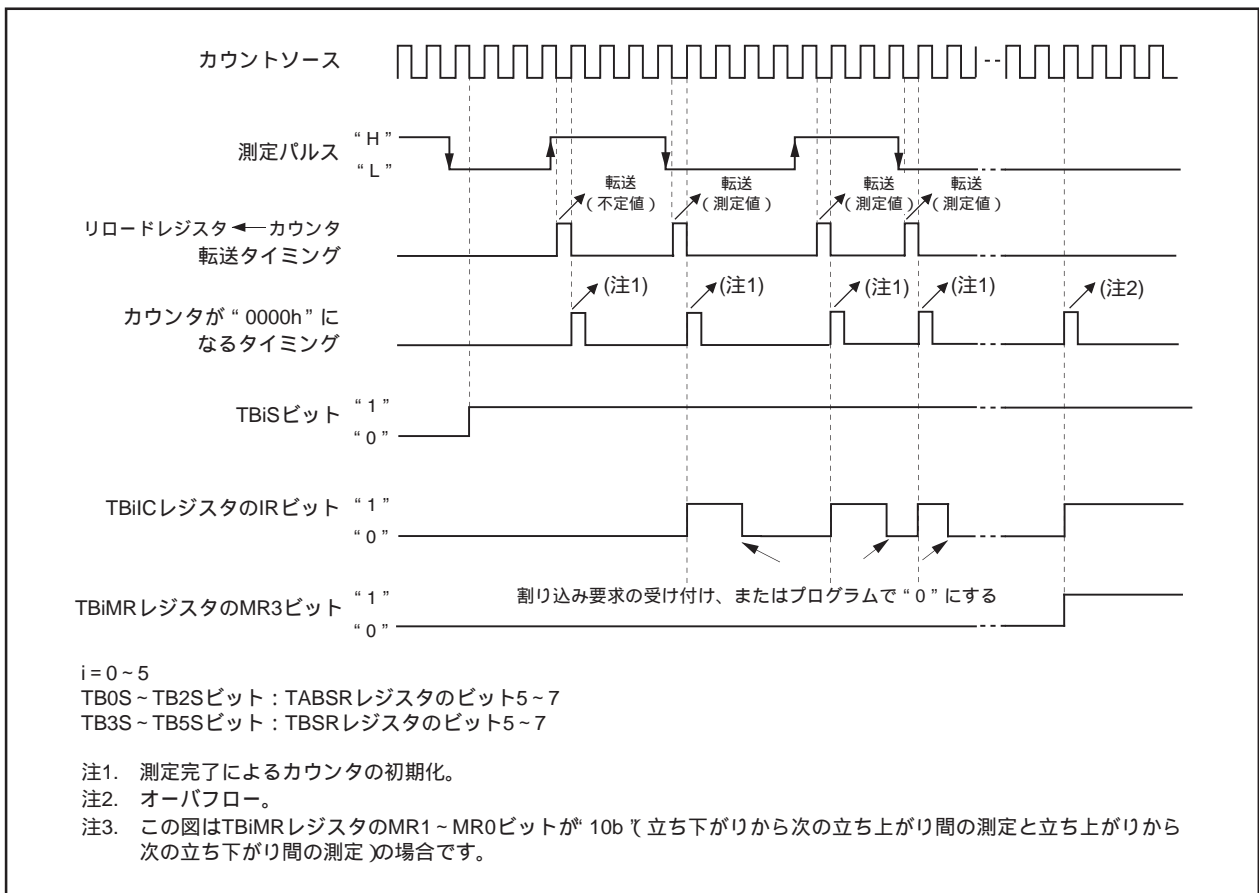 カウントソース
測定パルス
“ H ”
“ L ”
転送
（不定値）
転送
（測定値）
転送
（測定値）
転送
（測定値）
リロードレジスタ ← カウンタ
転送タイミング
(注1)
(注1)
(注1)
(注1)
(注2)
カウンタが“ 0000h ”に
なるタイミング
TBiSビット
“ 1 ”
“ 0 ”
TBiICレジスタのIRビット
“ 1 ”
“ 0 ”
割り込み要求の受け付け、またはプログラムで“ 0 ”にする
TBiMRレジスタのMR3ビット
“ 1 ”
“ 0 ”
i = 0 ~ 5
TB0S ~ TB2Sビット : TABSRレジスタのビット5 ~ 7
TB3S ~ TB5Sビット : TBSRレジスタのビット5 ~ 7
注1. 測定完了によるカウンタの初期化。
注2. オーバフロー。
注3. この図はTBiMRレジスタのMR1 ~ MR0ビットが“ 10b ”( 立ち下がりから次の立ち上がり間の測定と立ち上がりから
次の立ち下がり間の測定 )の場合です。